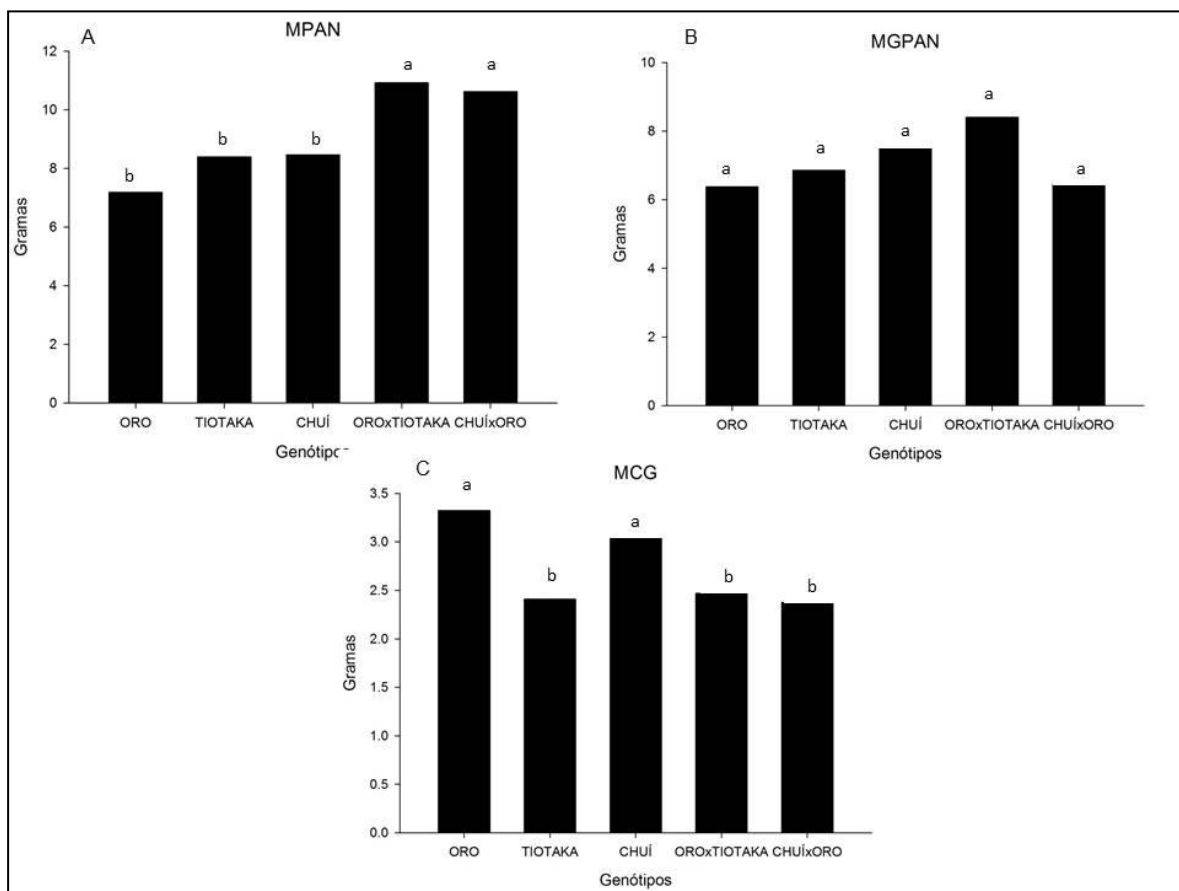 A
MPAN
12
10
8
6
4
2
0
Gramas
b
b
b
a
a
ORO
TIOTAKA
CHUÍ
OROxTIOTAKA
CHUÍxORO
B
MGPAN
10
8
6
4
2
0
Gramas
a
a
a
a
a
ORO
TIOTAKA
CHUÍ
OROxTIOTAKA
CHUÍxORO
Genótipos
C
MCG
3.5
3.0
2.5
2.0
1.5
1.0
0.5
0.0
Gramas
a
b
a
b
b
ORO
TIOTAKA
CHUÍ
OROxTIOTAKA
CHUÍxORO
Genótipos